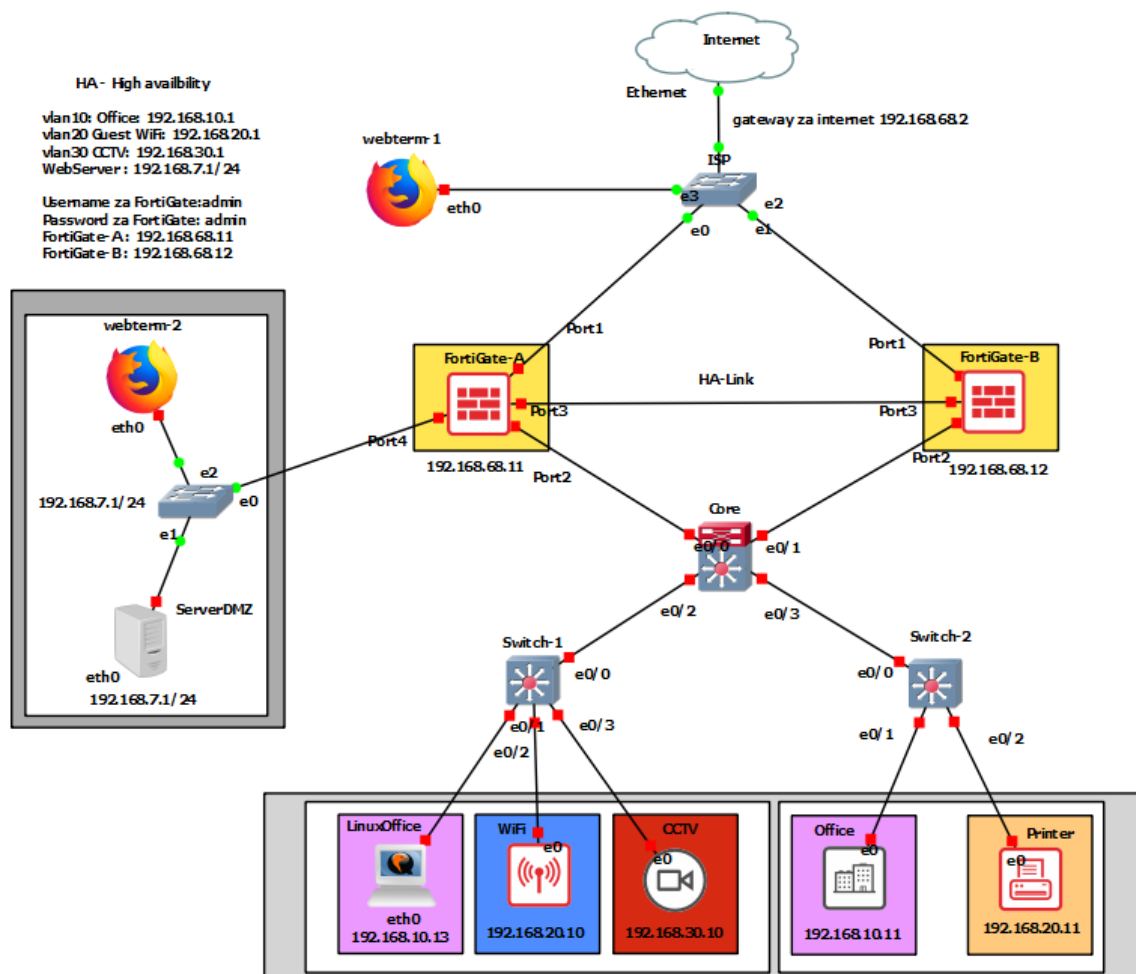 Internet
HA - High availbility
Ethernet
vlan10: Office: 192.168.10.1
vlan20 Guest WiFi: 192.168.20.1
vlan30 CCTV: 192.168.30.1
WebServer : 192.168.7.1/24
gateway za internet 192.168.68.2
webterm-1
ISP
Username za FortiGate:admin
Password za FortiGate: admin
FortiGate-A: 192.168.68.11
FortiGate-B: 192.168.68.12
eth0
e3
e2
e0
e1
webterm-2
Port1
Port1
FortiGate-A
FortiGate-B
HA-Link
Port3
Port3
eth0
Port4
Port2
Port2
192.168.68.11
192.168.68.12
e2
192.168.7.1/24
e0
e1
Core
e0/0
e0/1
ServerDMZ
e0/2
e0/3
Switch-1
Switch-2
eth0
192.168.7.1/24
e0/0
e0/0
e0/1
e0/2
e0/3
e0/1
e0/2
LinuxOffice
WiFi
CCTV
Office
Printer
e0
e0
e0
e0
eth0
192.168.10.13
192.168.20.10
192.168.30.10
192.168.10.11
192.168.20.11